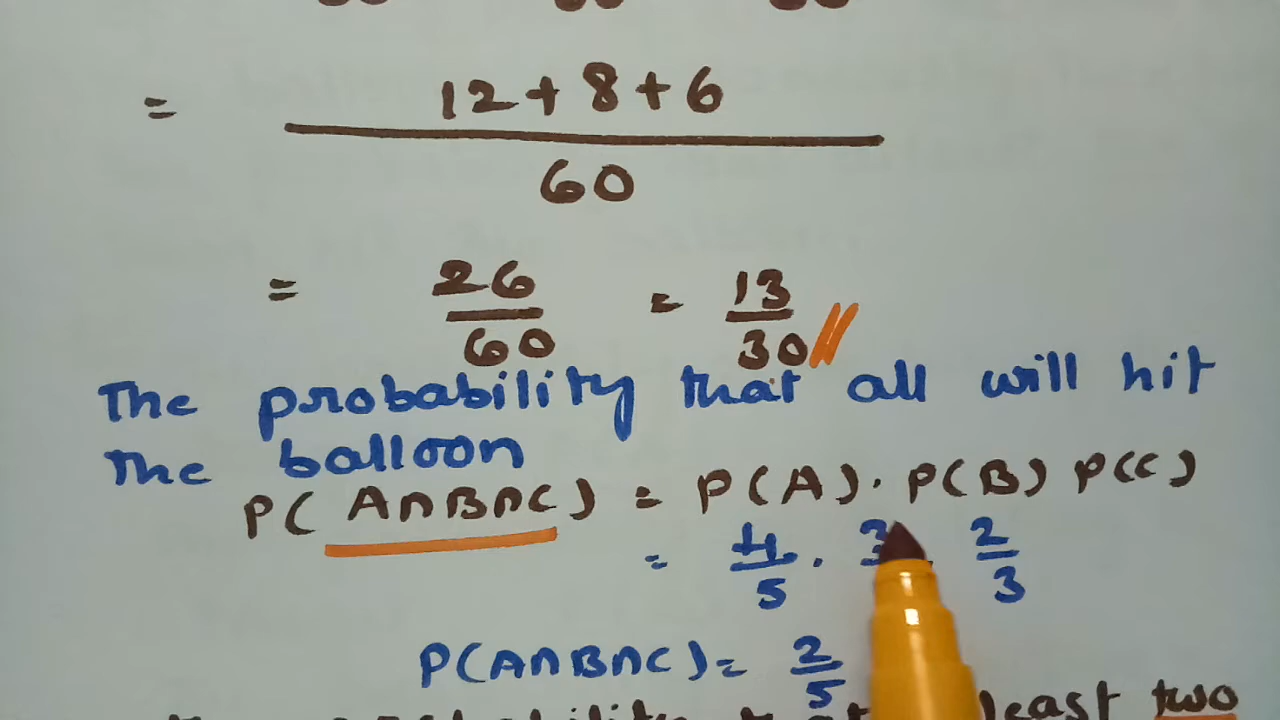 = 12+8+6
60
= 26/60 = 13/30
The probability that all will hit
the balloon
P(A∩B∩C) = P(A)·P(B) P(C)
= 4/5 · 3 2/3
P(A∩B∩C) = 2/5
least two